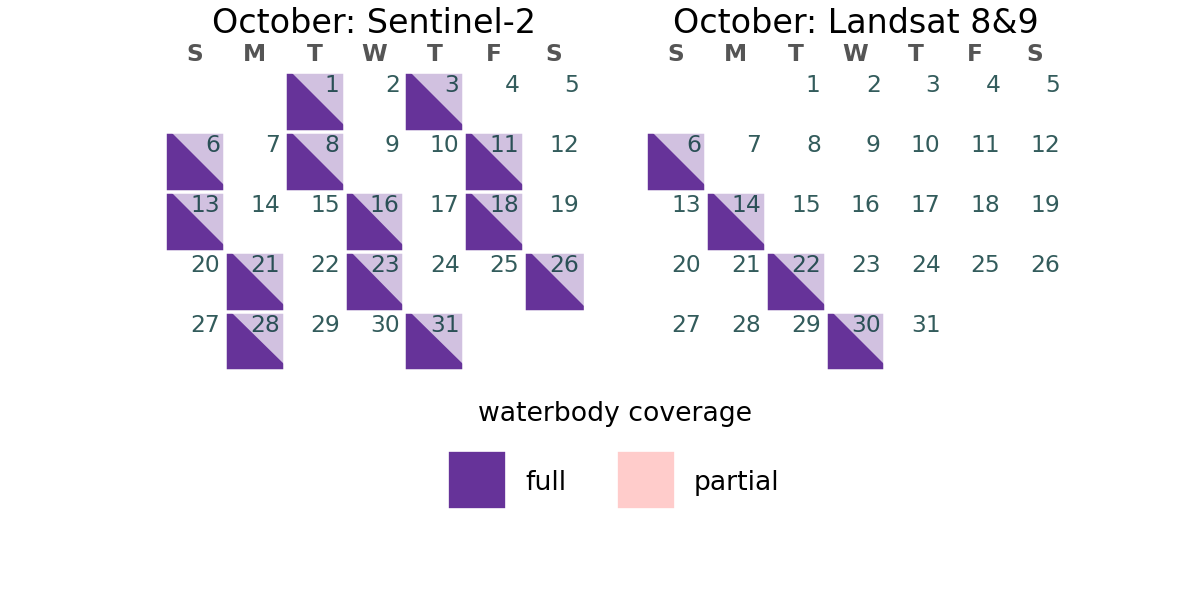 October: Sentinel-2
S M T W T F S
1 2 3 4 5
6 7 8 9 10 11 12
13 14 15 16 17 18 19
20 21 22 23 24 25 26
27 28 29 30 31
October: Landsat 8&9
S M T W T F S
1 2 3 4 5
6 7 8 9 10 11 12
13 14 15 16 17 18 19
20 21 22 23 24 25 26
27 28 29 30 31
waterbody coverage
full partial